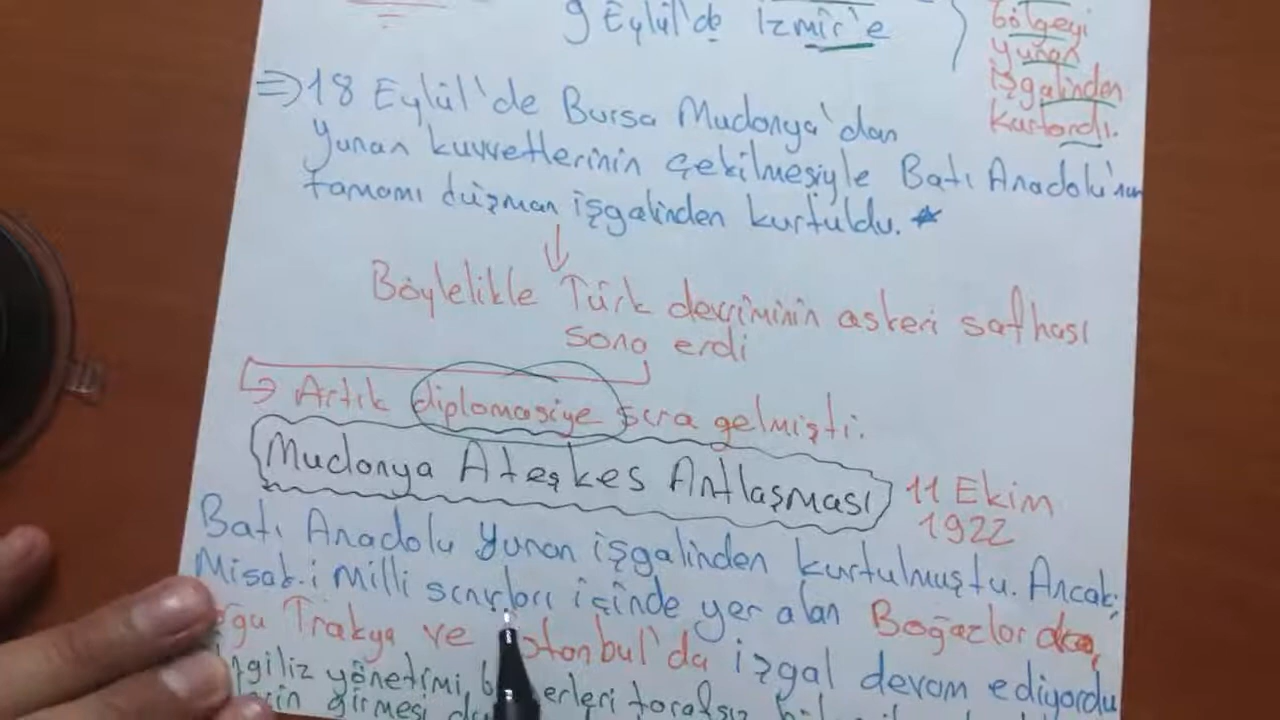 9 Eylül'de İzmir'e
bölgeyi
yunan
işgalinden
kurtardı.
⇒ 18 Eylül'de Bursa Mudanya'dan
Yunan kuvvetlerinin çekilmesiyle Batı Anadolu'nun
tamamı düşman işgalinden kurtuldu. *
↓
Böylelikle Türk devriminin askeri safhası
sona erdi
↳ Artık diplomasiye sıra gelmişti.
Mudanya Ateşkes Antlaşması
11 Ekim
1922
Batı Anadolu Yunan işgalinden kurtulmuştu. Ancak;
Misak-i Milli sınırları içinde yer alan Boğazlar'da,
Trakya ve İstanbul'da işgal devam ediyordu
İngiliz yönetimi, tarafsız
girmesi